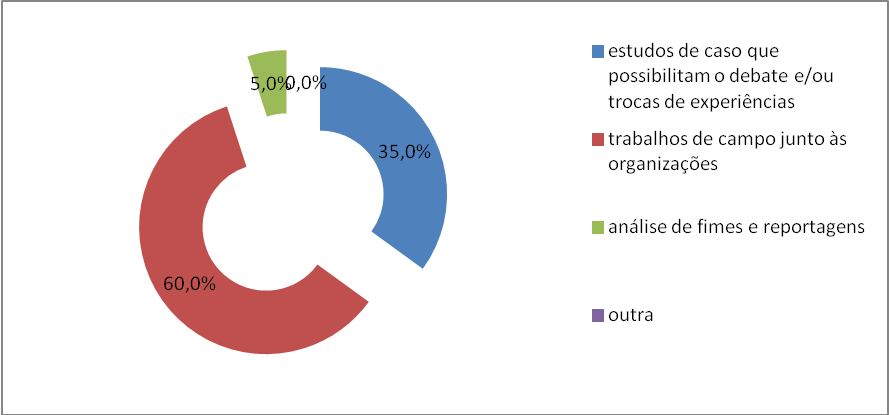 5,0%
0,0%
35,0%
60,0%
estudos de caso que
possibilitam o debate e/ou
trocas de experiências
trabalhos de campo junto às
organizações
análise de fimes e reportagens
outra